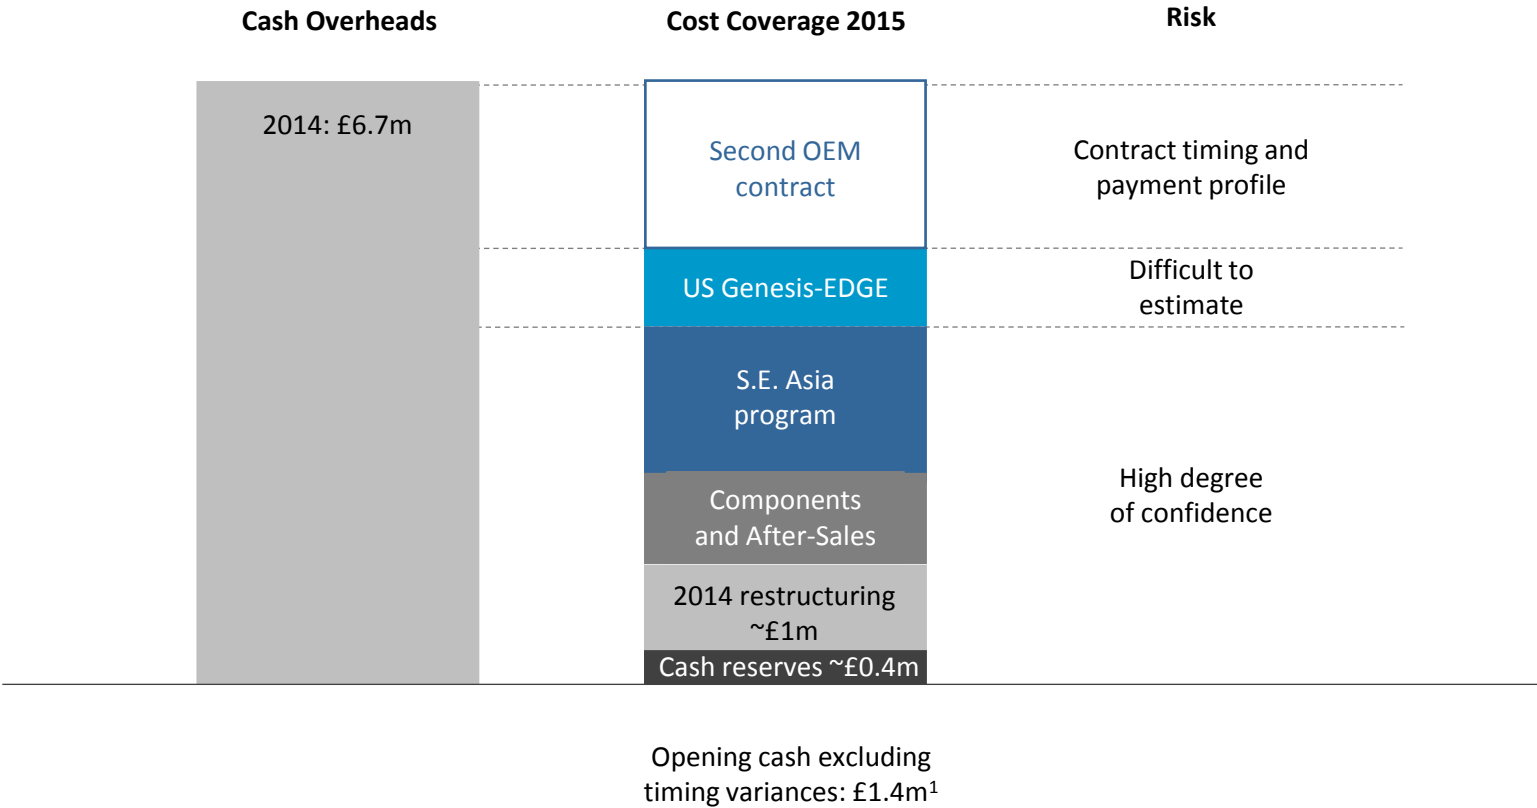 Cash Overheads
Cost Coverage 2015
Risk
2014: £6.7m
Second OEM
contract
Contract timing and
payment profile
US Genesis-EDGE
Difficult to
estimate
S.E. Asia
program
Components
and After-Sales
High degree
of confidence
2014 restructuring
~£1m
Cash reserves ~£0.4m
Opening cash excluding
timing variances: £1.4m¹